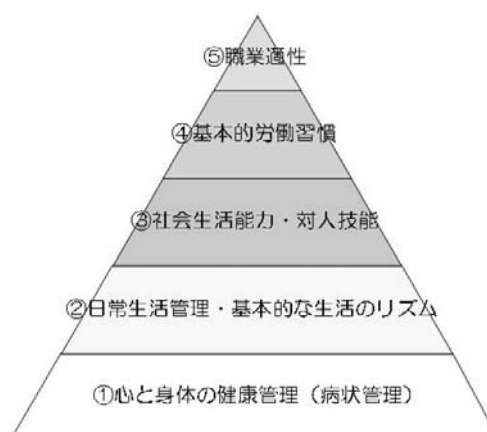 ⑤職業適性
④基本的労働習慣
③社会生活能力・対人技能
②日常生活管理・基本的な生活のリズム
①心と身体の健康管理（病状管理）